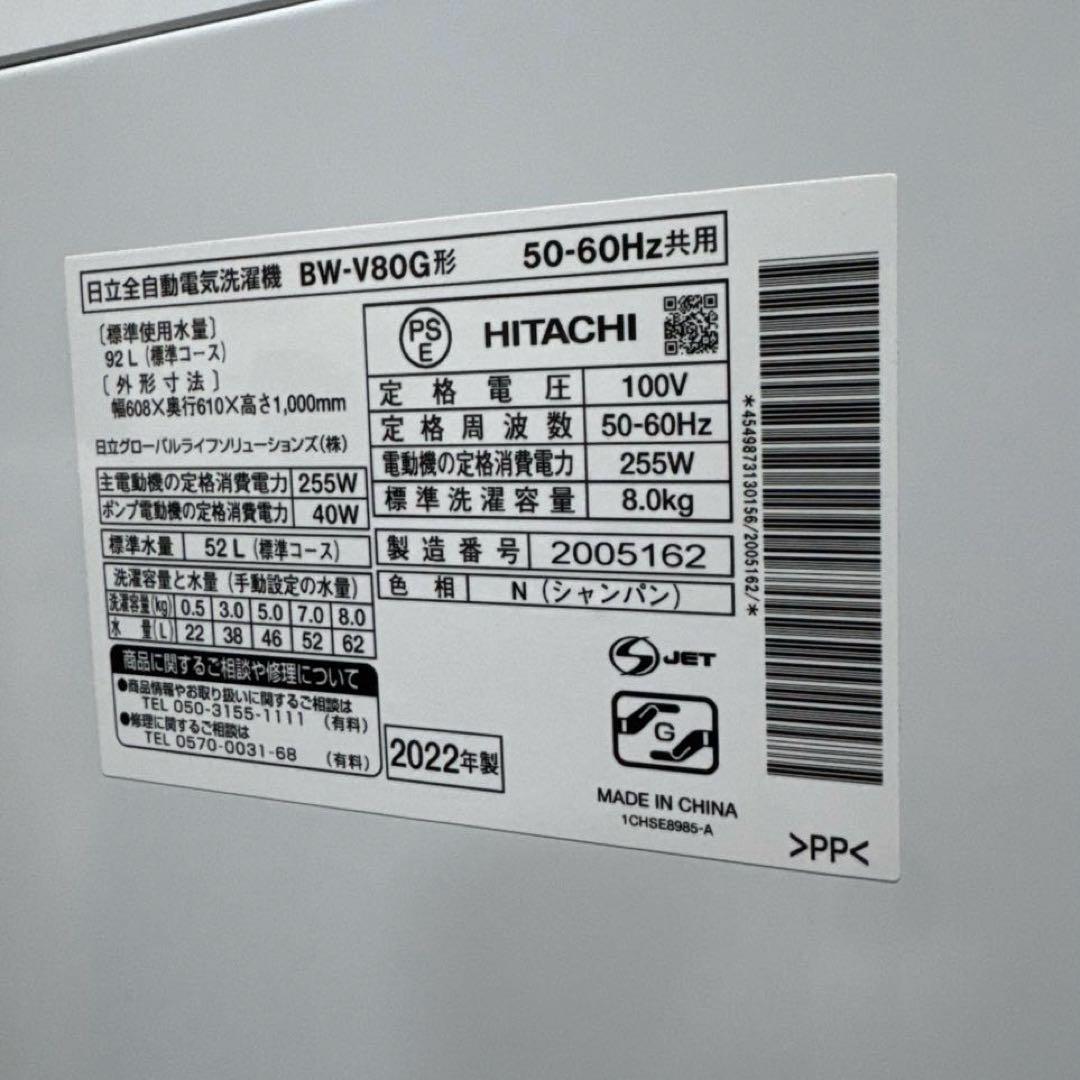 日立全自動電気洗濯機 BW-V80G形 50-60Hz共用
〔標準使用水量〕
92 L (標準コース)
〔外形寸法〕
幅608×奥行610×高さ1,000mm
日立グローバルライフソリューションズ(株)
主電動機の定格消費電力 255W
ポンプ電動機の定格消費電力 40W
標準水量 52 L (標準コース)
洗濯容量と水量 (手動設定の水量)
洗濯容量(kg) 0.5 3.0 5.0 7.0 8.0
水量(L) 22 38 46 52 62
商品に関するご相談や修理について
●商品情報やお取り扱いに関するご相談は
TEL 050-3155-1111 (有料)
●修理に関するご相談は
TEL 0570-0031-68 (有料)
PS
E
HITACHI
定格電圧 100V
定格周波数 50-60Hz
電動機の定格消費電力 255W
標準洗濯容量 8.0kg
製造番号 2005162
色相 N (シャンパン)
2022年製
S JET
G
MADE IN CHINA
1CHSE8985-A
*4549873130156/2005162/*
>PP<